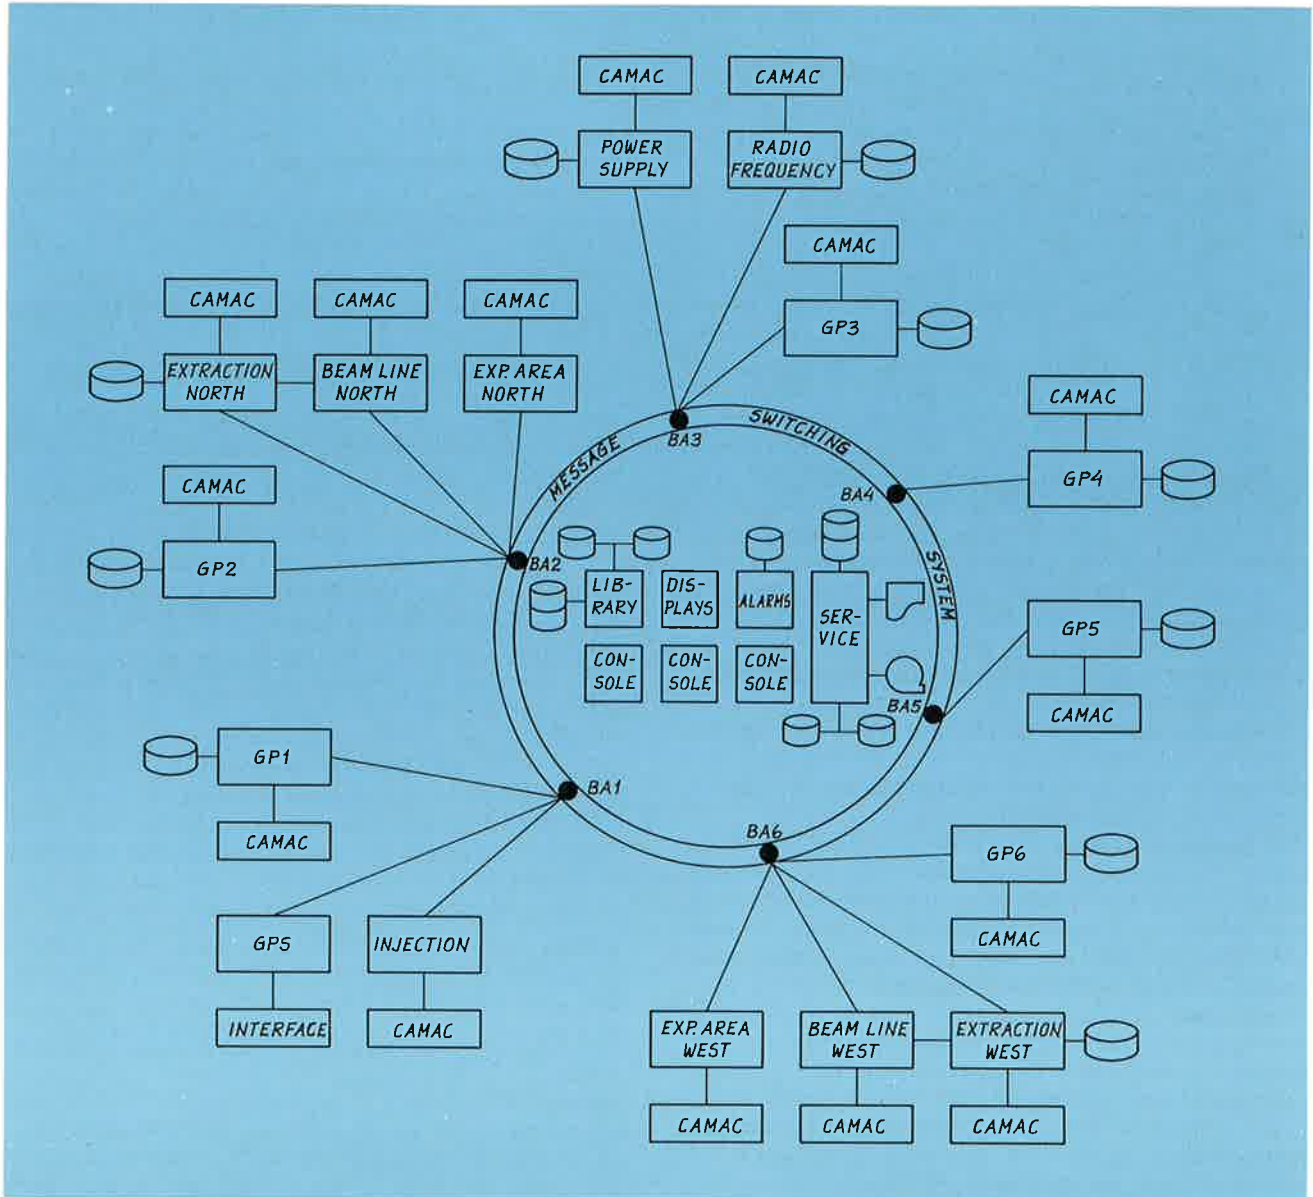 CAMAC
CAMAC
POWER
SUPPLY
RADIO
FREQUENCY
CAMAC
GP3
CAMAC
CAMAC
CAMAC
EXTRACTION
NORTH
BEAM LINE
NORTH
EXP. AREA
NORTH
CAMAC
GP4
CAMAC
GP2
MESSAGE
SWITCHING
SYSTEM
BA3
BA4
BA2
LIB-
RARY
DIS-
PLAYS
ALARMS
SER-
VICE
CON-
SOLE
CON-
SOLE
CON-
SOLE
BA5
GP5
CAMAC
GP1
CAMAC
BA1
BA6
GP6
CAMAC
GPS
INTERFACE
INJECTION
CAMAC
EXP. AREA
WEST
BEAM LINE
WEST
EXTRACTION
WEST
CAMAC
CAMAC
CAMAC